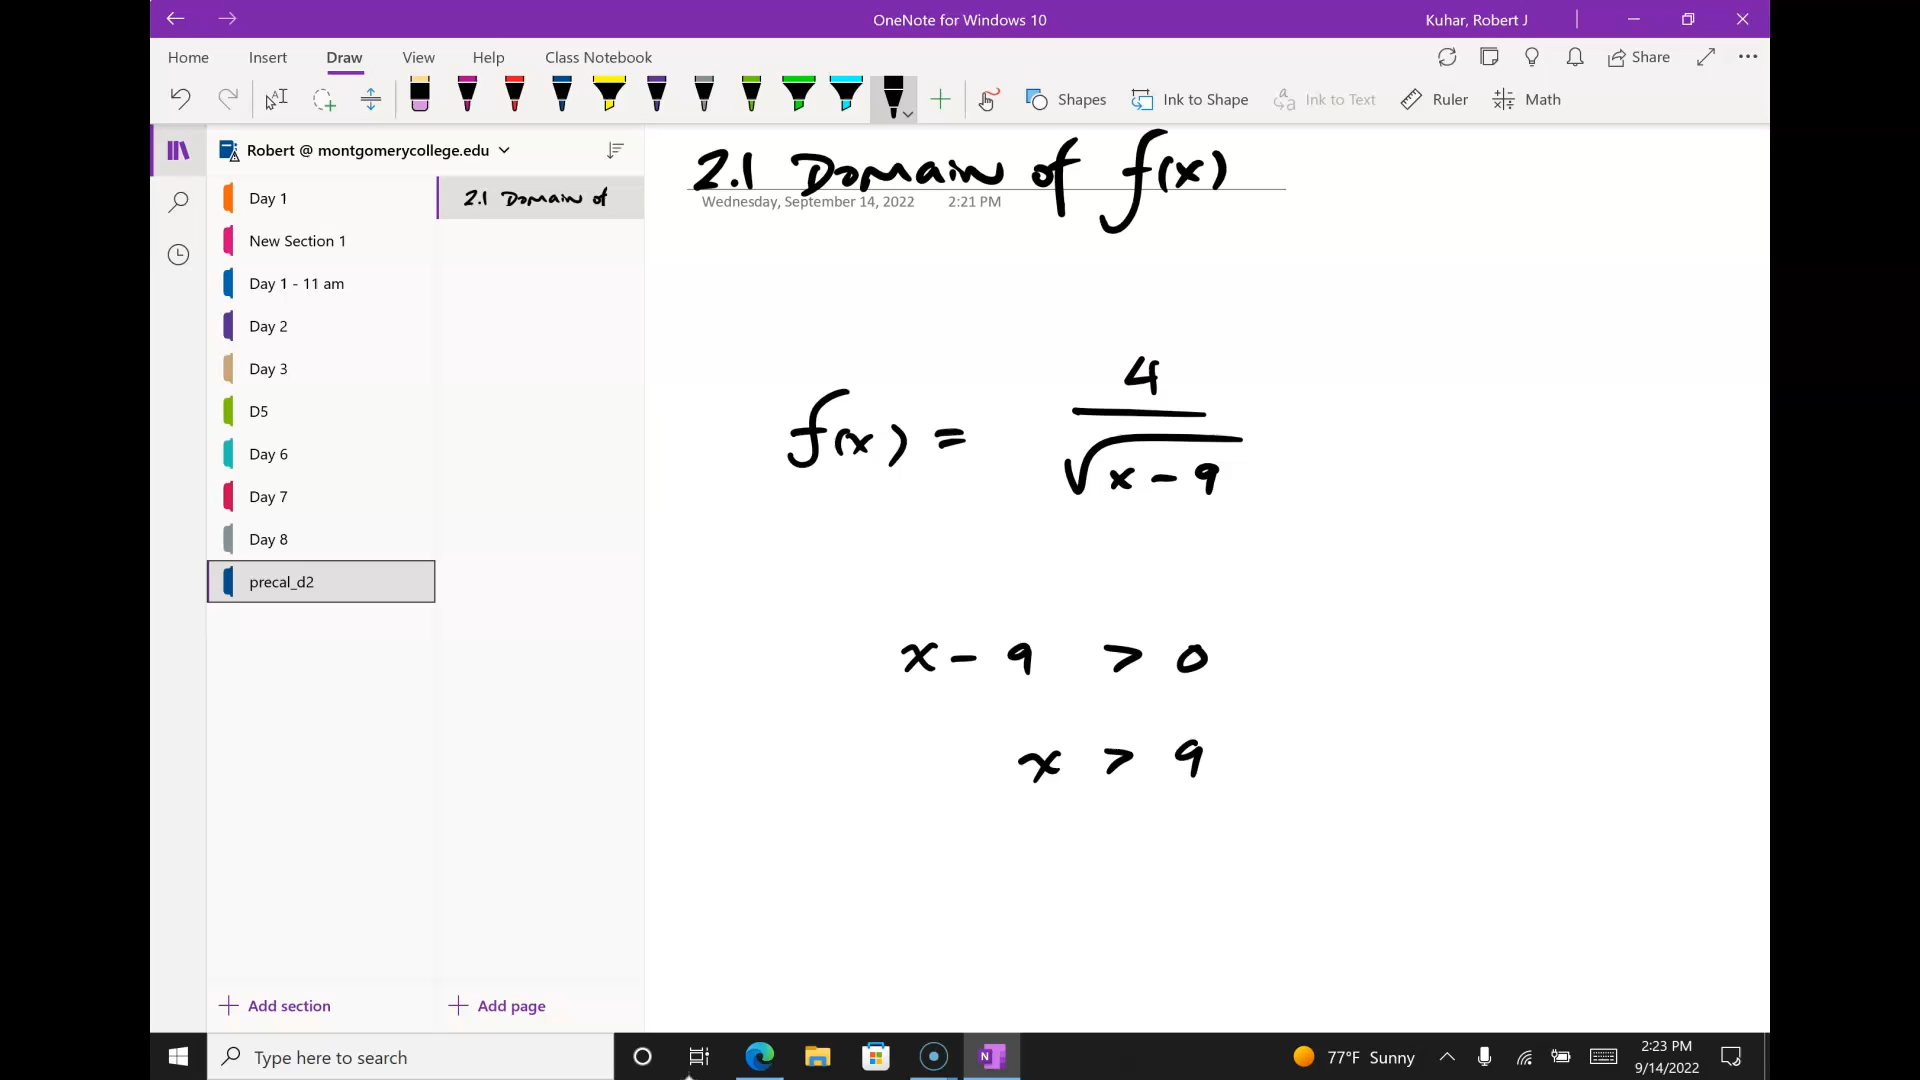 OneNote for Windows 10
Kuhar, Robert J
Home Insert Draw View Help Class Notebook
Share
Shapes Ink to Shape Ink to Text Ruler Math
Robert @ montgomerycollege.edu
Day 1
New Section 1
Day 1 - 11 am
Day 2
Day 3
D5
Day 6
Day 7
Day 8
precal_d2
2.1 Domain of
2.1 Domain of f(x)
Wednesday, September 14, 2022 2:21 PM
f(x) = 4 / √(x - 9)
x - 9 > 0
x > 9
Add section
Add page
Type here to search
77°F Sunny
2:23 PM
9/14/2022